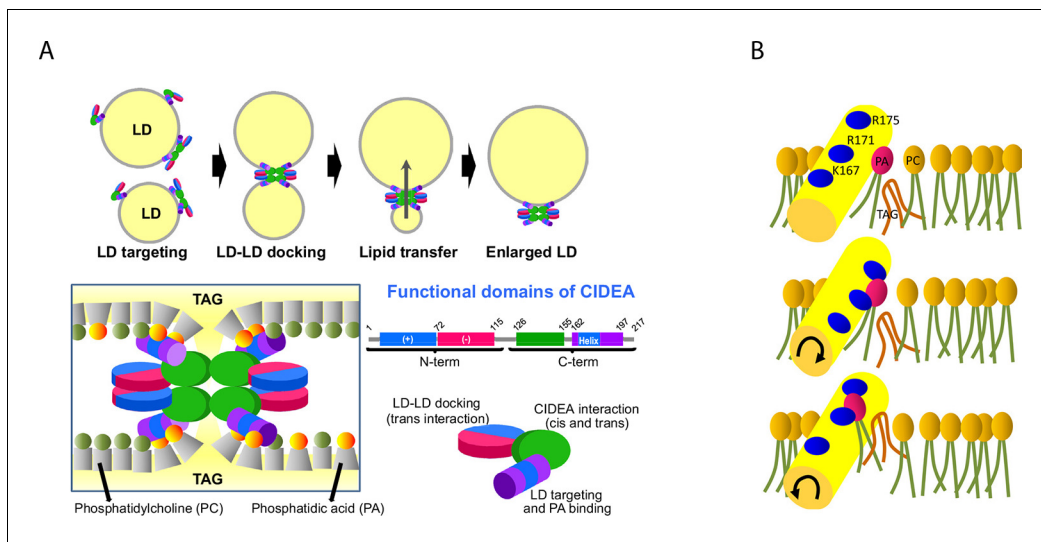 A
LD
LD
LD targeting
LD-LD docking
Lipid transfer
Enlarged LD
TAG
TAG
Phosphatidylcholine (PC)
Phosphatidic acid (PA)
Functional domains of CIDEA
1
72
115
126
155
162
197
217
(+)
(-)
Helix
N-term
C-term
LD-LD docking
(trans interaction)
CIDEA interaction
(cis and trans)
LD targeting
and PA binding
B
R175
R171
K167
PA
PC
TAG